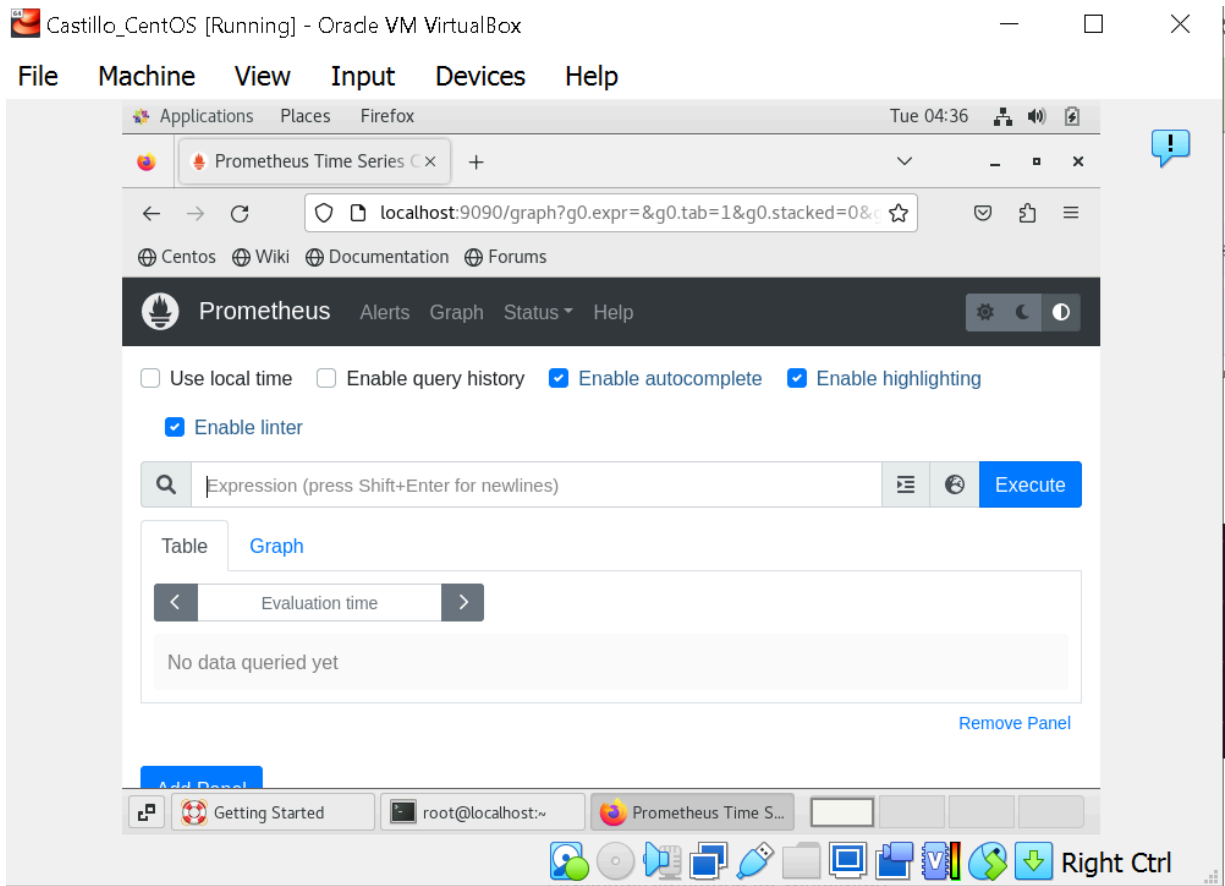 Castillo_CentOS [Running] - Oracle VM VirtualBox
File Machine View Input Devices Help
Applications Places Firefox Tue 04:36
Prometheus Time Series C
localhost:9090/graph?g0.expr=&g0.tab=1&g0.stacked=0&g
Centos Wiki Documentation Forums
Prometheus Alerts Graph Status Help
Use local time Enable query history Enable autocomplete Enable highlighting
Enable linter
Expression (press Shift+Enter for newlines) Execute
Table Graph
Evaluation time
No data queried yet
Remove Panel
Add Panel
Getting Started root@localhost:~ Prometheus Time S...
Right Ctrl